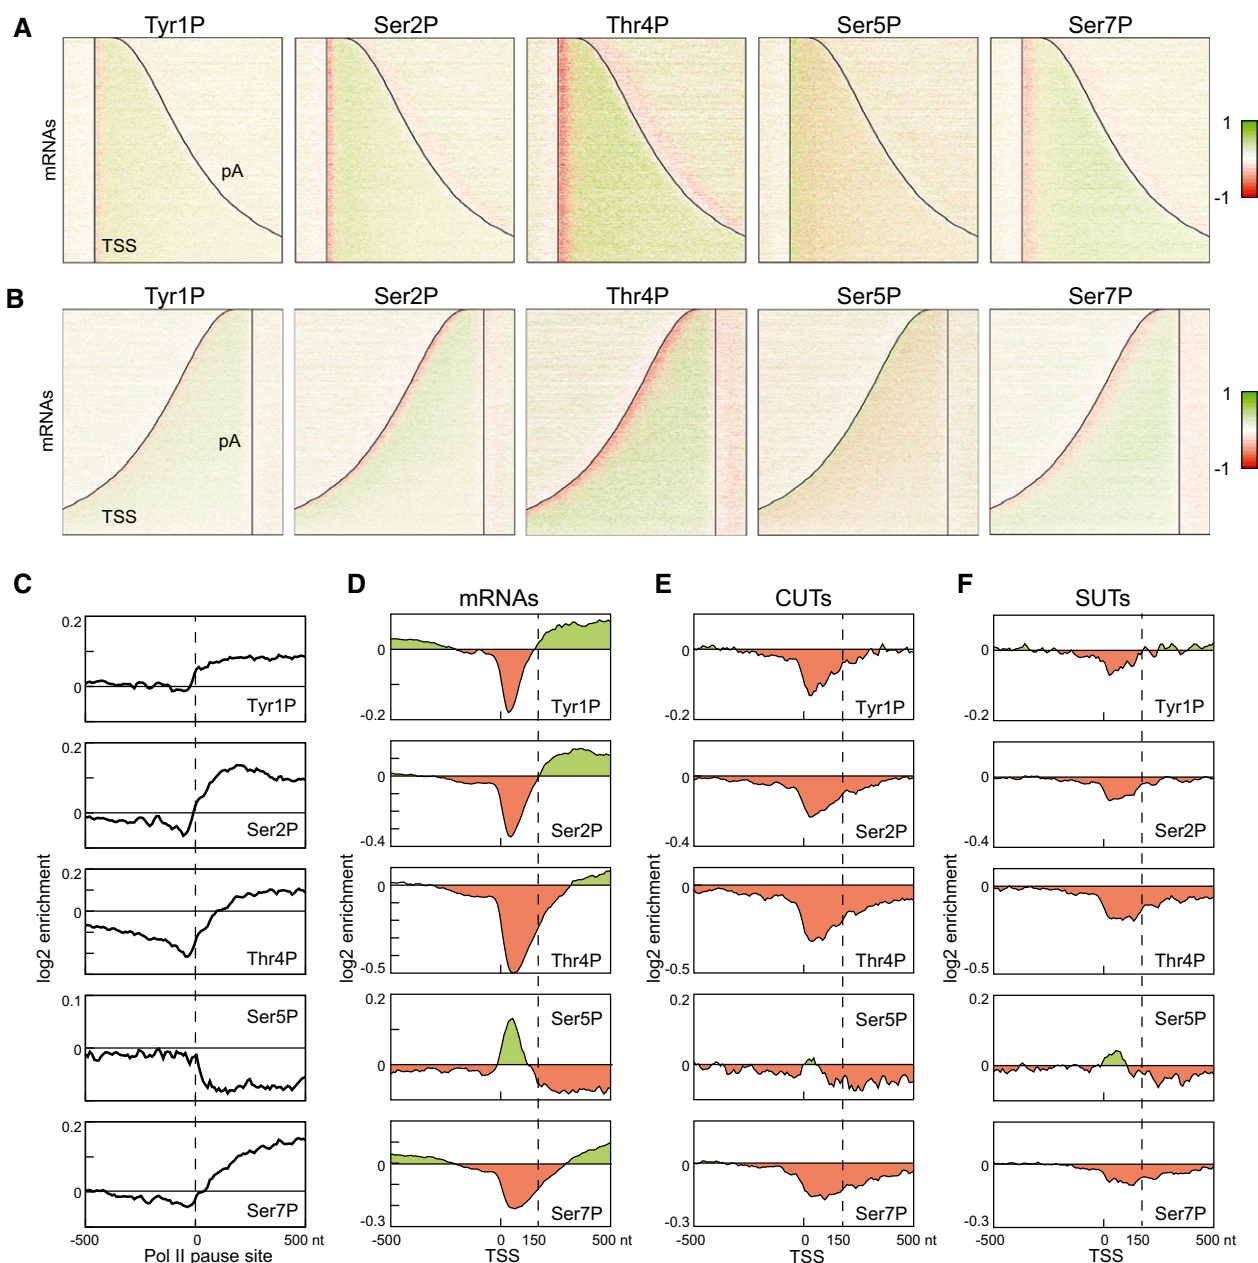 A
Tyr1P Ser2P Thr4P Ser5P Ser7P
mRNAs
pA
TSS
1
-1
B
Tyr1P Ser2P Thr4P Ser5P Ser7P
mRNAs
pA
TSS
1
-1
C
log2 enrichment
0.2
0
Tyr1P
0.2
0
Ser2P
0.2
0
Thr4P
0.1
0
Ser5P
0.2
0
Ser7P
-500 0 500 nt
Pol II pause site
D
mRNAs
log2 enrichment
0
-0.2
Tyr1P
0
-0.4
Ser2P
0
-0.5
Thr4P
0.2
0
Ser5P
0
-0.3
Ser7P
-500 0 150 500 nt
TSS
E
CUTs
log2 enrichment
0
-0.2
Tyr1P
0
-0.4
Ser2P
0
-0.5
Thr4P
0.2
0
Ser5P
0
-0.3
Ser7P
-500 0 150 500 nt
TSS
F
SUTs
0
-0.2
Tyr1P
0
-0.4
Ser2P
0
-0.5
Thr4P
0.2
0
Ser5P
0
-0.3
Ser7P
-500 0 150 500 nt
TSS